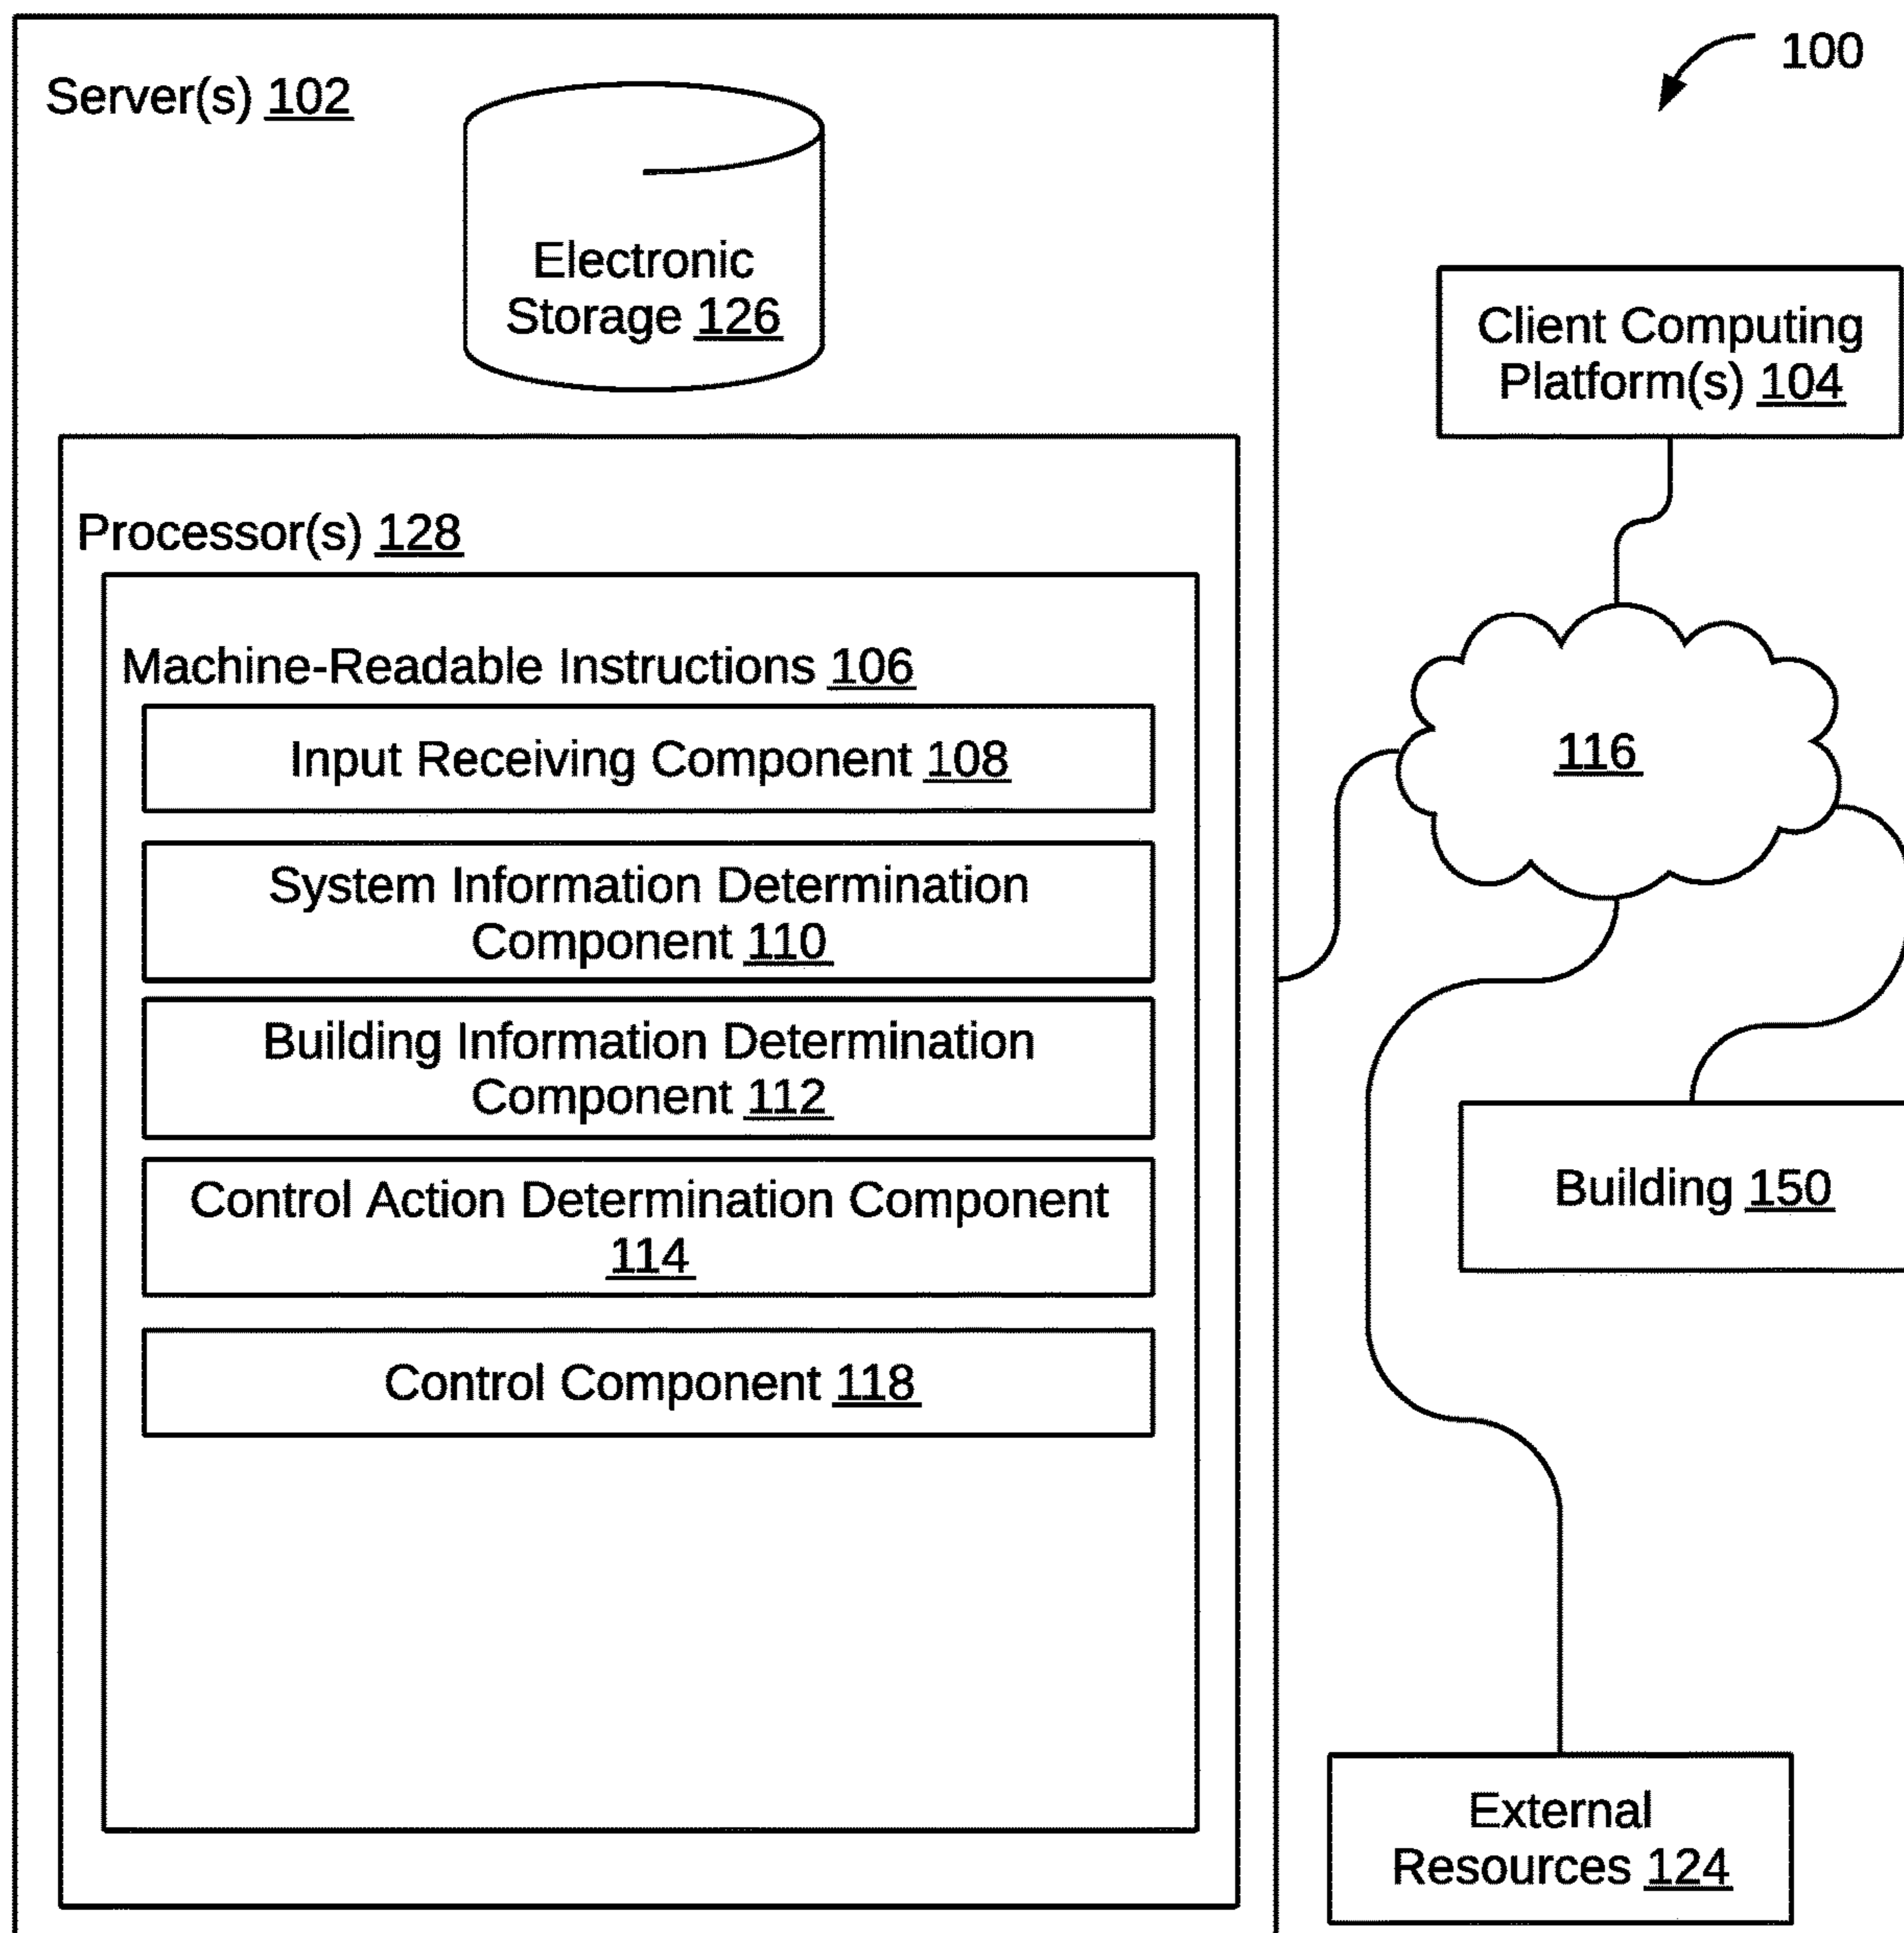 100
Server(s) 102
Electronic
Storage 126
Client Computing
Platform(s) 104
Processor(s) 128
Machine-Readable Instructions 106
Input Receiving Component 108
System Information Determination
Component 110
Building Information Determination
Component 112
Control Action Determination Component
114
Control Component 118
116
Building 150
External
Resources 124